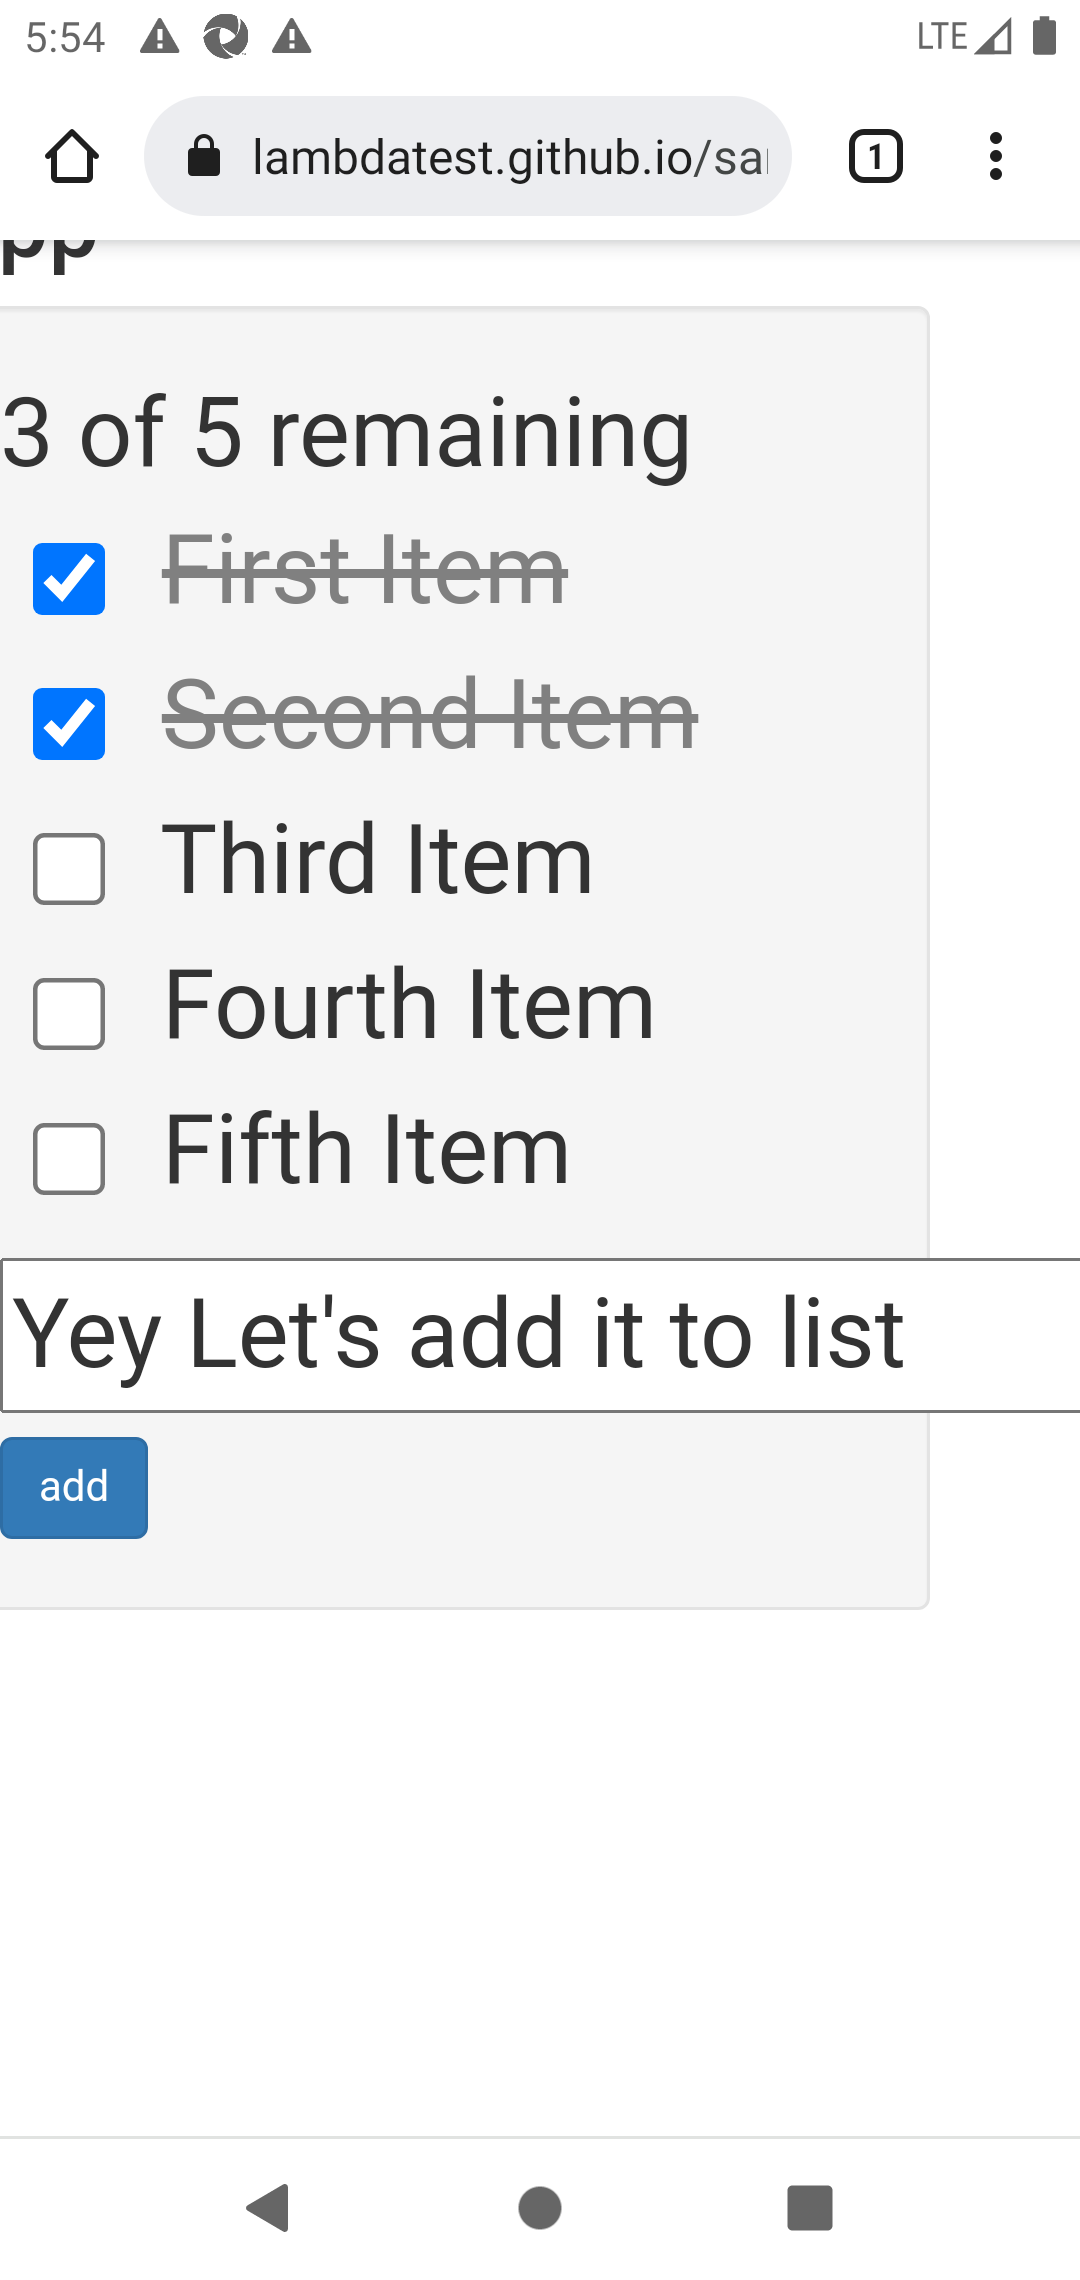 5:54 LTE
lambdatest.github.io/sa
1
pp
3 of 5 remaining
First Item
Second Item
Third Item
Fourth Item
Fifth Item
Yey Let's add it to list
add